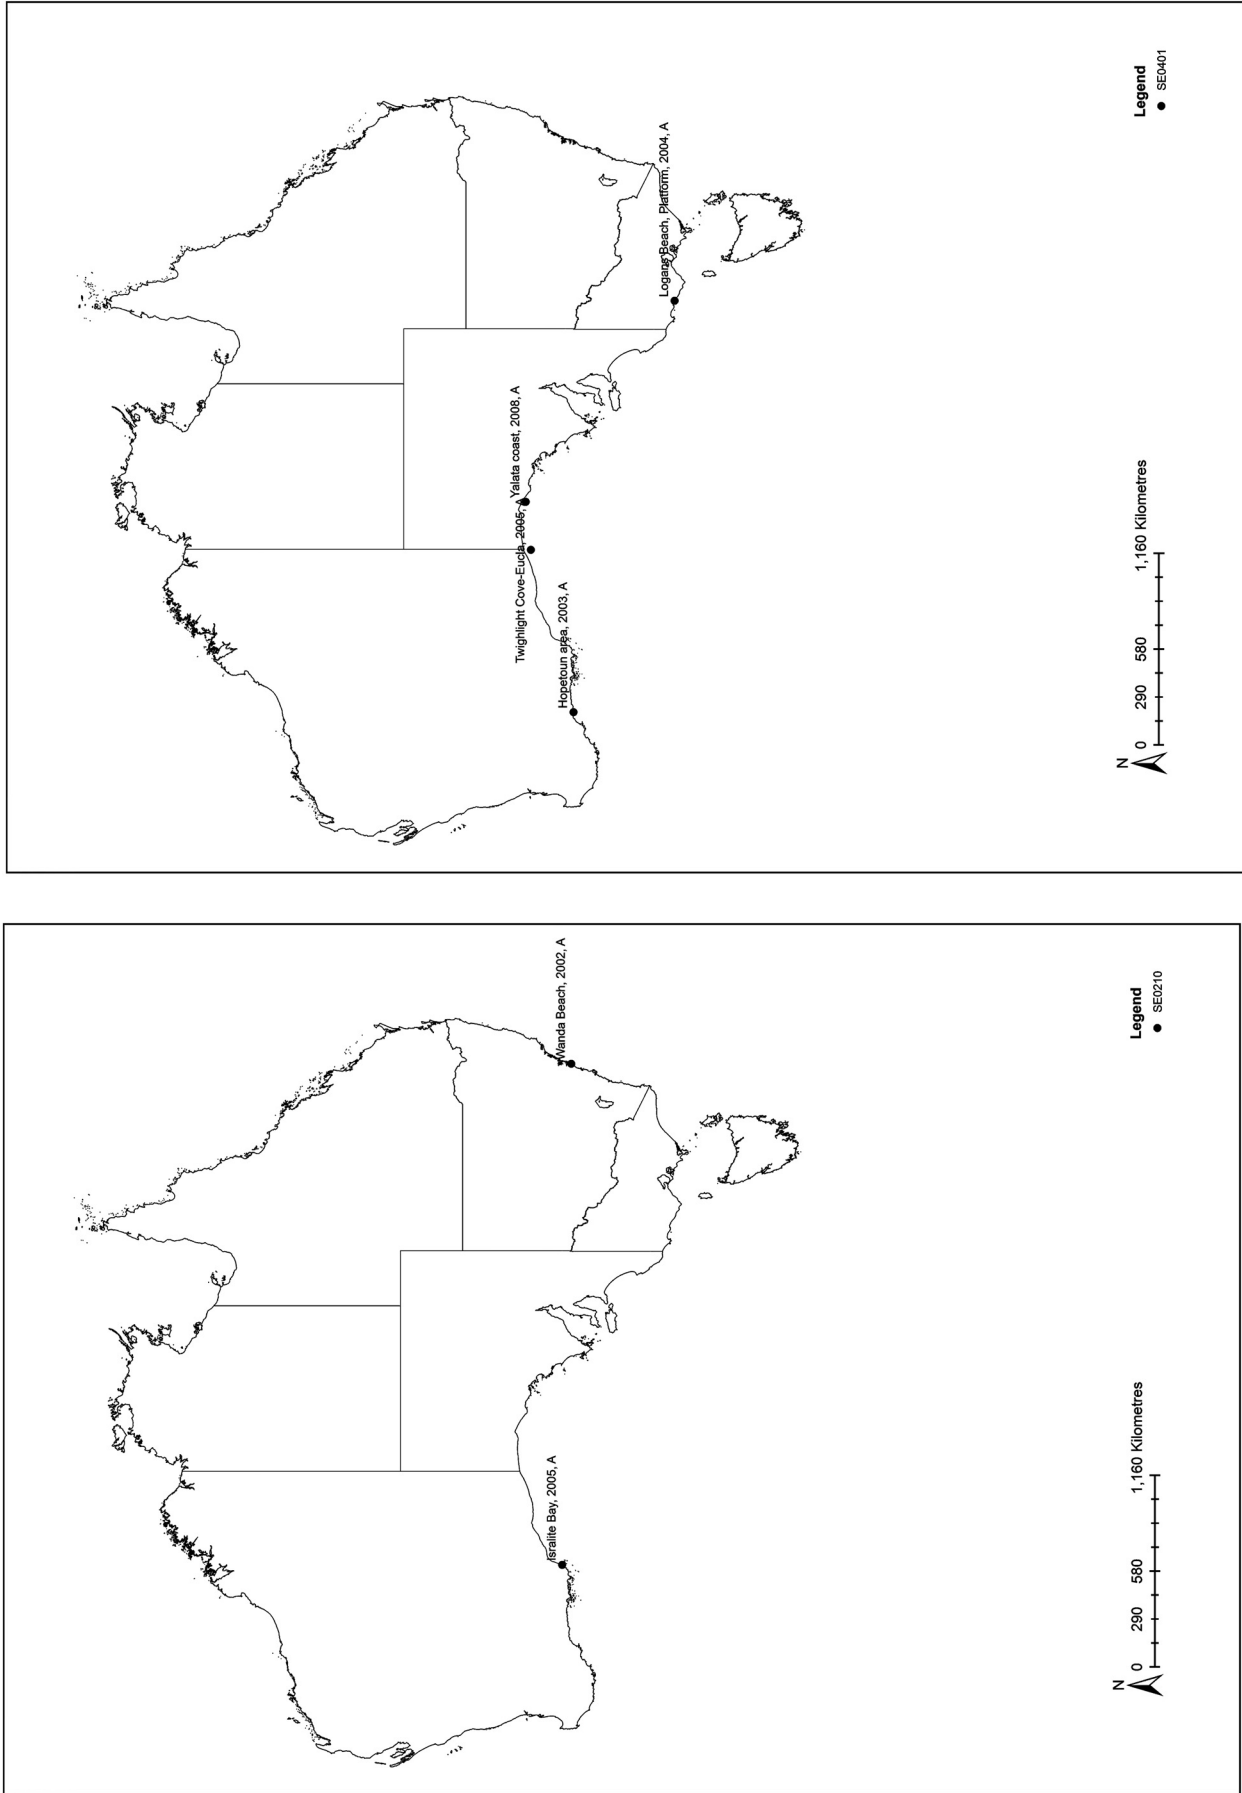 Legend
SE0401
Logans Beach, Platform, 2004, A
Yalata coast, 2008, A
Twighlight Cove-Eucla, 2005, A
Hopetoun area, 2003, A
N
0 290 580 1,160 Kilometres
Legend
SE0210
Wanda Beach, 2002, A
Isralite Bay, 2005, A
N
0 290 580 1,160 Kilometres